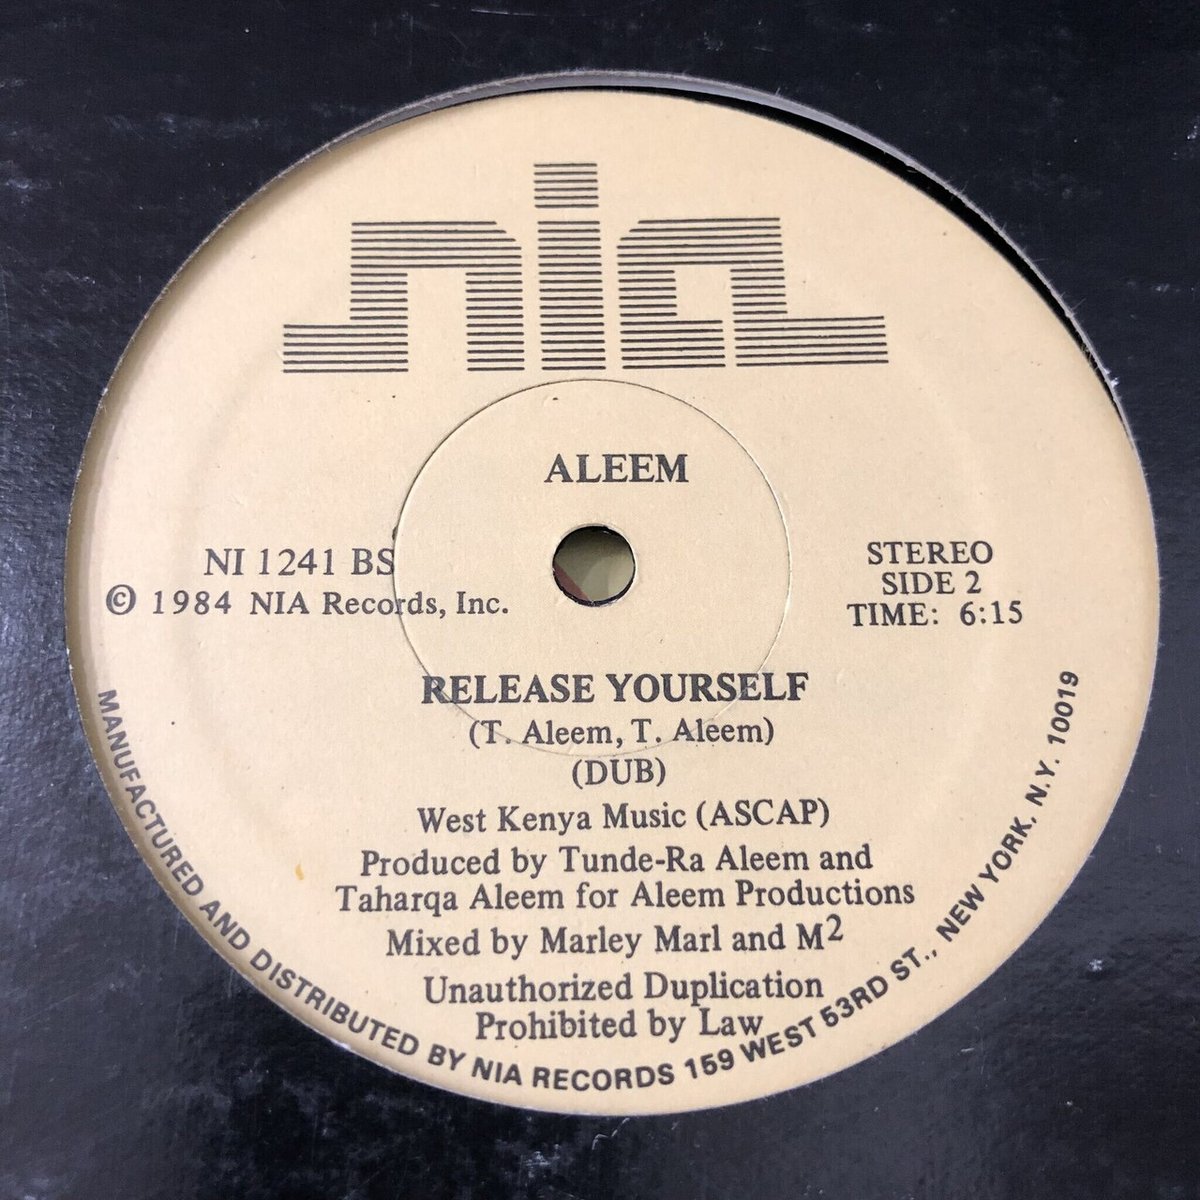 nia
ALEEM
NI 1241 BS
© 1984 NIA Records, Inc.
STEREO
SIDE 2
TIME: 6:15
RELEASE YOURSELF
(T. Aleem, T. Aleem)
(DUB)
West Kenya Music (ASCAP)
Produced by Tunde-Ra Aleem and
Taharqa Aleem for Aleem Productions
Mixed by Marley Marl and M²
Unauthorized Duplication
Prohibited by Law
MANUFACTURED AND DISTRIBUTED BY NIA RECORDS 159 WEST 53RD ST., NEW YORK, N.Y. 10019